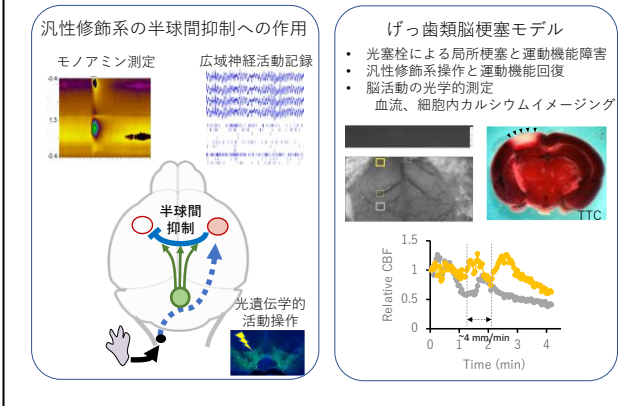 汎性修飾系の半球間抑制への作用
モノアミン測定
広域神経活動記録
-0.4
1.3
-0.4
半球間
抑制
光遺伝学的
活動操作
げっ歯類脳梗塞モデル
• 光塞栓による局所梗塞と運動機能障害
• 汎性修飾系操作と運動機能回復
• 脳活動の光学的測定
血流、細胞内カルシウムイメージング
TTC
Relative CBF
1.5
1
0.5
0
~4 mm/min
0 1 2 3 4
Time (min)